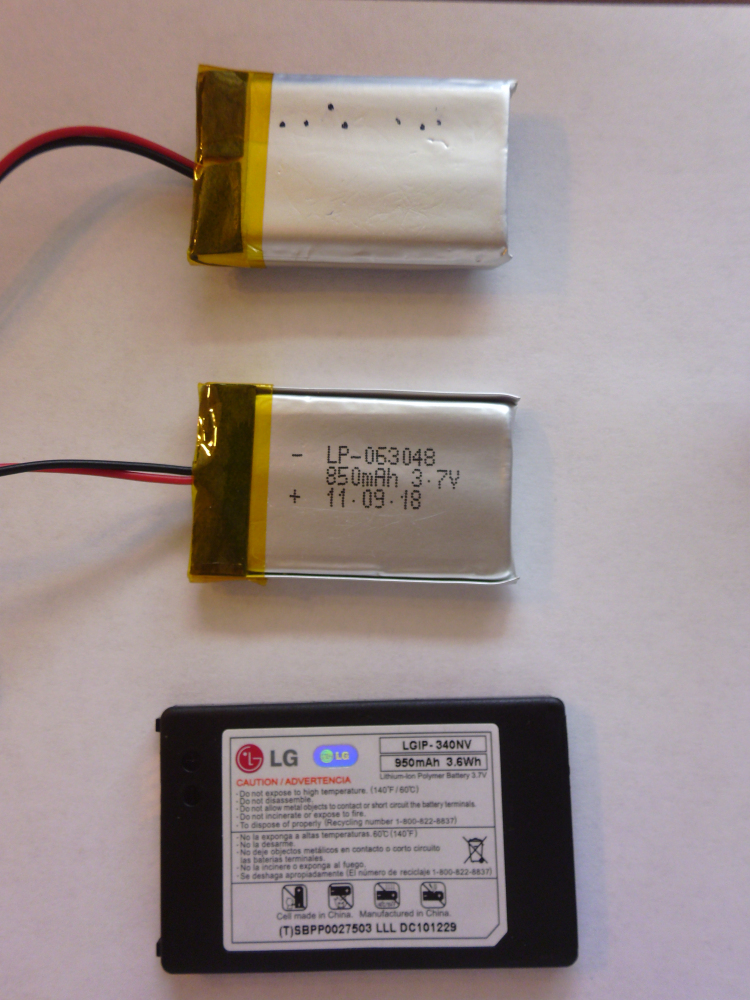 - LP-063048
850mAh 3.7V
+ 11.09.18
LG LG
LGIP-340NV
950mAh 3.6Wh
Lithium-Ion Polymer Battery 3.7V
CAUTION / ADVERTENCIA
- Do not expose to high temperature. (140°F / 60°C)
- Do not disassemble.
- Do not allow metal objects to contact or short circuit the battery terminals.
- Do not incinerate or expose to fire.
- To dispose of properly (Recycling number 1-800-822-8837)
- No la exponga a altas temperaturas. 60°C (140°F)
- No la desarme.
- No deje objetos metálicos en contacto o corto circuito
las baterías terminales.
- No la incinere o exponga al fuego.
- Se deshaga apropiadamente (El número de reciclaje 1-800-822-8837)
Cell made in China. Manufactured in China.
(T)SBPP0027503 LLL DC101229